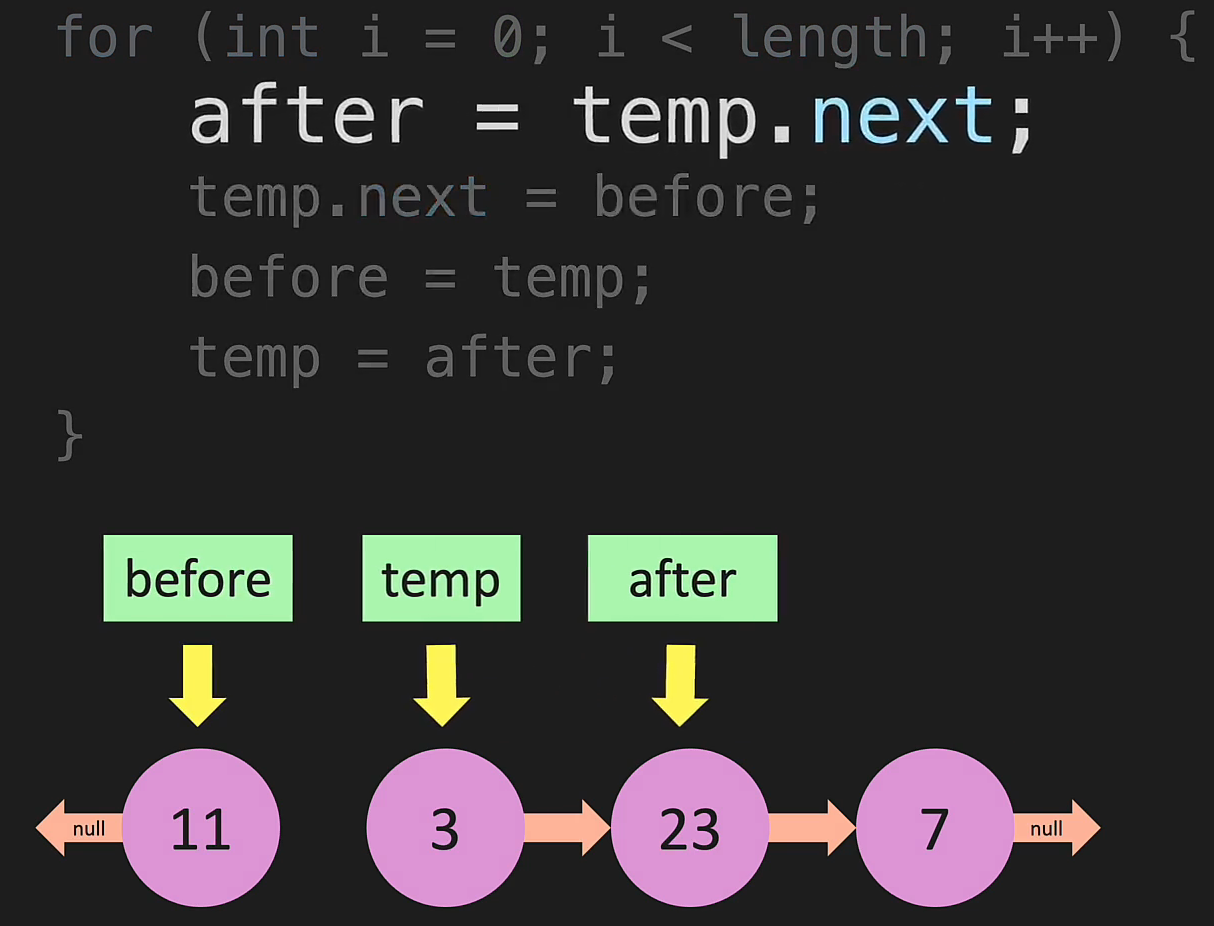 for (int i = 0; i < length; i++) {
after = temp.next;
temp.next = before;
before = temp;
temp = after;
}
before temp after
null 11 3 23 7 null